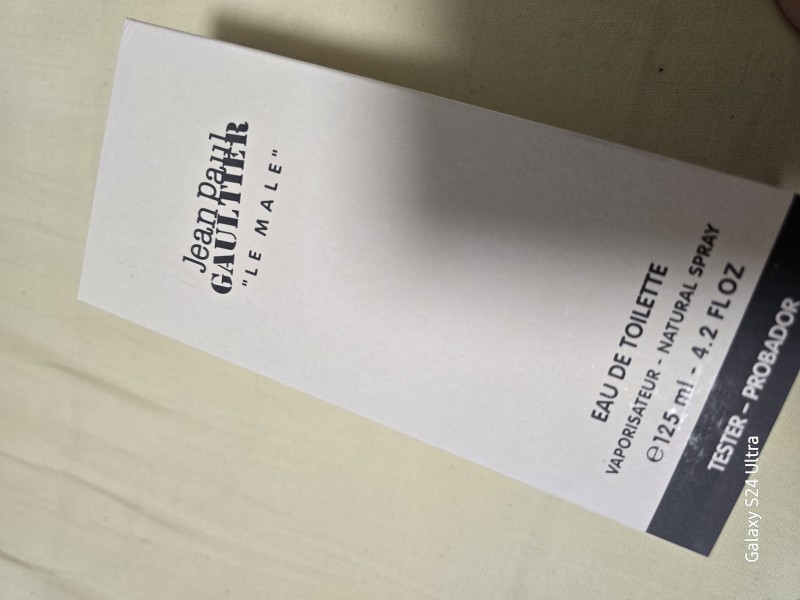 Jean Paul
GAULTIER
"LE MALE"
EAU DE TOILETTE
VAPORISATEUR - NATURAL SPRAY
℮125 ml - 4.2 FL OZ
TESTER - PROBADOR
Galaxy S24 Ultra